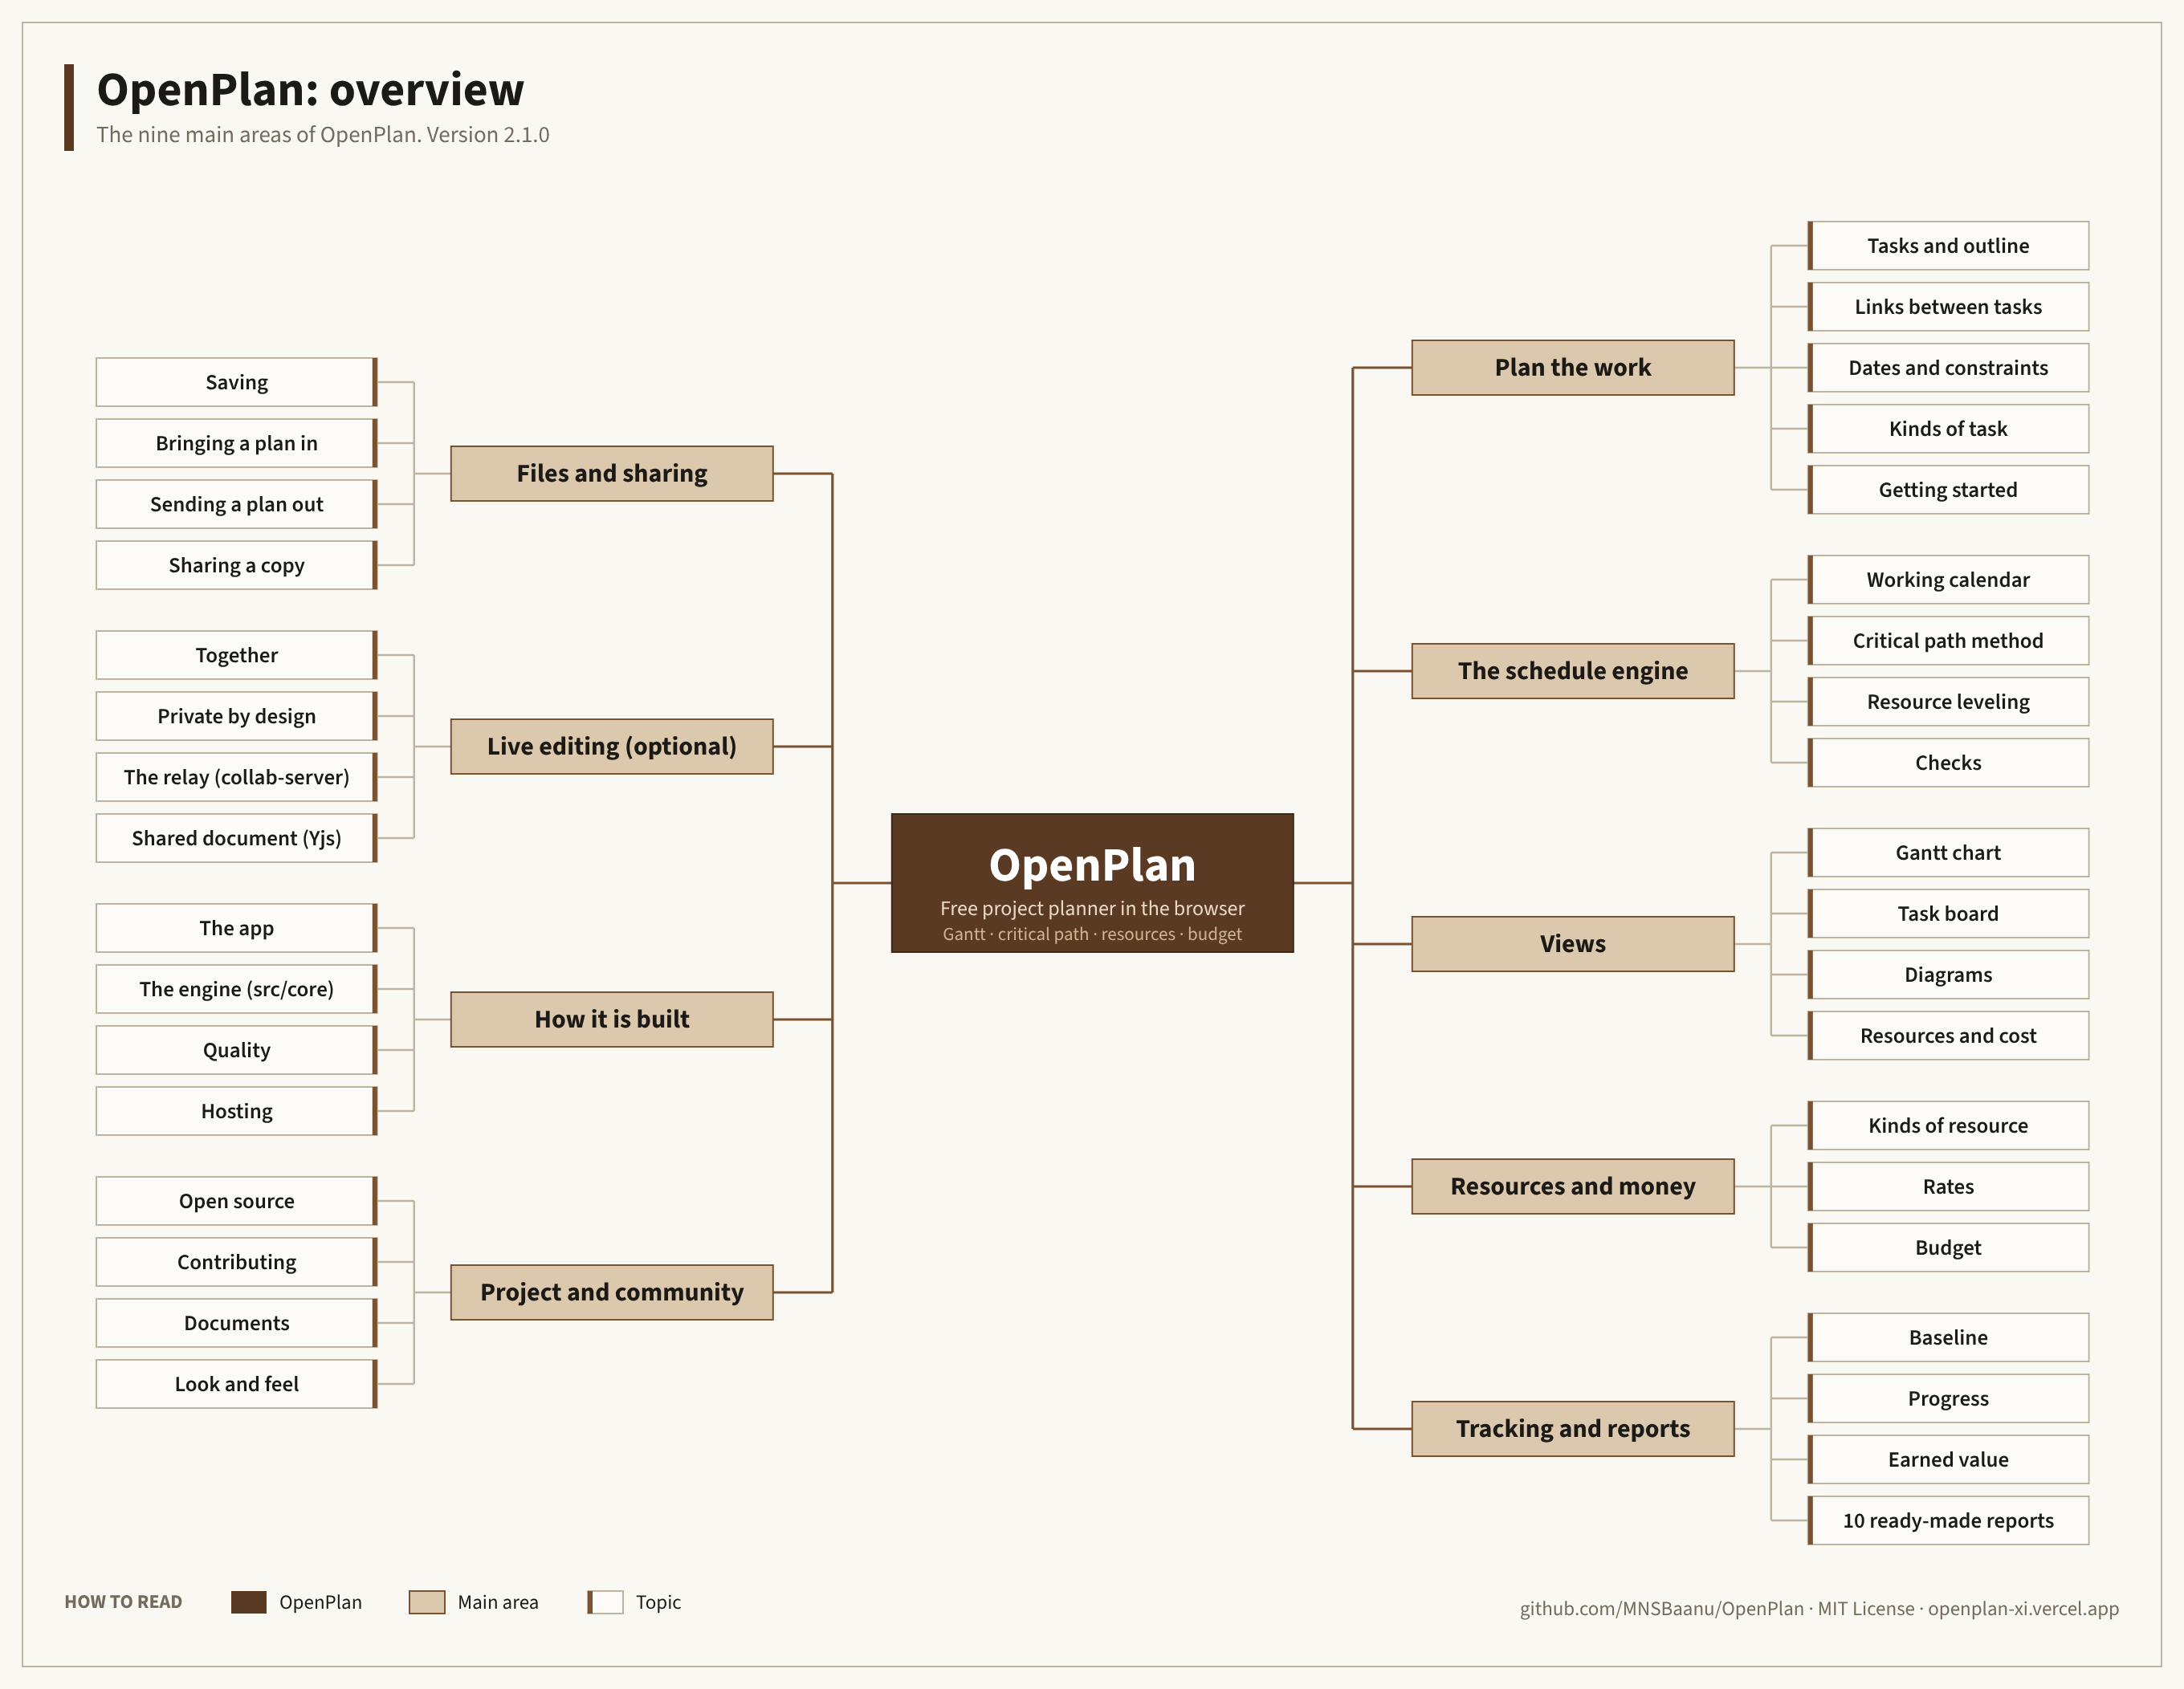 OpenPlan: overview
The nine main areas of OpenPlan. Version 2.1.0
Files and sharing
Saving
Bringing a plan in
Sending a plan out
Sharing a copy
Live editing (optional)
Together
Private by design
The relay (collab-server)
Shared document (Yjs)
How it is built
The app
The engine (src/core)
Quality
Hosting
Project and community
Open source
Contributing
Documents
Look and feel
OpenPlan
Free project planner in the browser
Gantt · critical path · resources · budget
Plan the work
Tasks and outline
Links between tasks
Dates and constraints
Kinds of task
Getting started
The schedule engine
Working calendar
Critical path method
Resource leveling
Checks
Views
Gantt chart
Task board
Diagrams
Resources and cost
Resources and money
Kinds of resource
Rates
Budget
Tracking and reports
Baseline
Progress
Earned value
10 ready-made reports
HOW TO READ
OpenPlan
Main area
Topic
github.com/MNSBaanu/OpenPlan · MIT License · openplan-xi.vercel.app